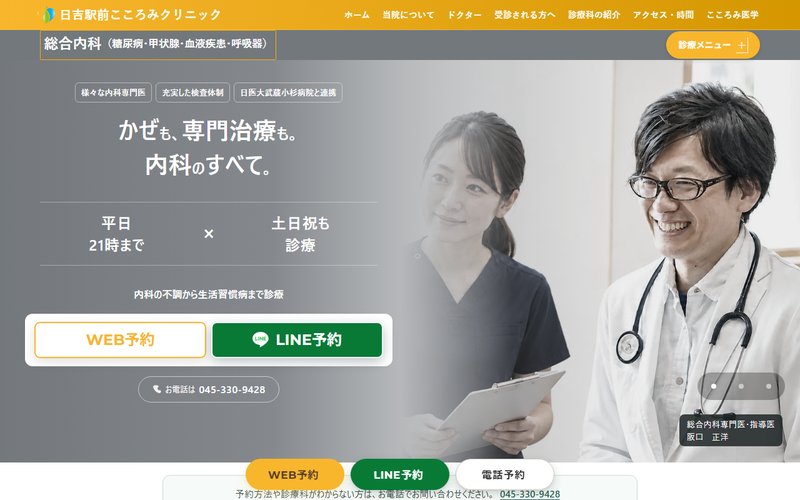 日吉駅前こころみクリニック
ホーム 当院について ドクター 受診される方へ 診療科の紹介 アクセス・時間 こころみ医学
総合内科（糖尿病・甲状腺・血液疾患・呼吸器）
診療メニュー
様々な内科専門医 充実した検査体制 日医大武蔵小杉病院と連携
かぜも、専門治療も。
内科のすべて。
平日
21時まで
×
土日祝も
診療
内科の不調から生活習慣病まで診療
WEB予約
LINE LINE予約
お電話は 045-330-9428
総合内科専門医・指導医
阪口 正洋
WEB予約 LINE予約 電話予約
予約方法や診療科がわからない方は、お電話でお問い合わせください。 045-330-9428